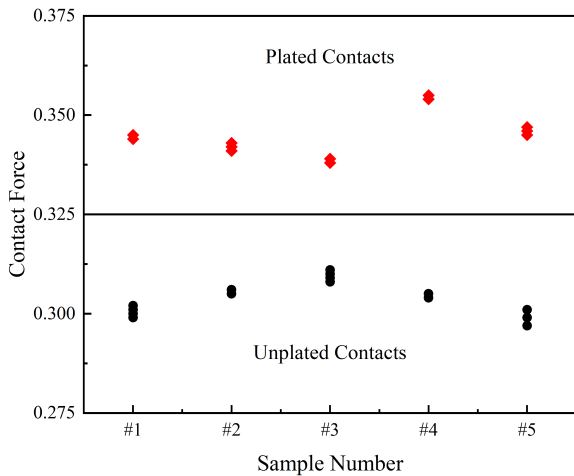 0.375
Plated Contacts
0.350
0.325
Contact Force
0.300
Unplated Contacts
0.275
#1 #2 #3 #4 #5
Sample Number